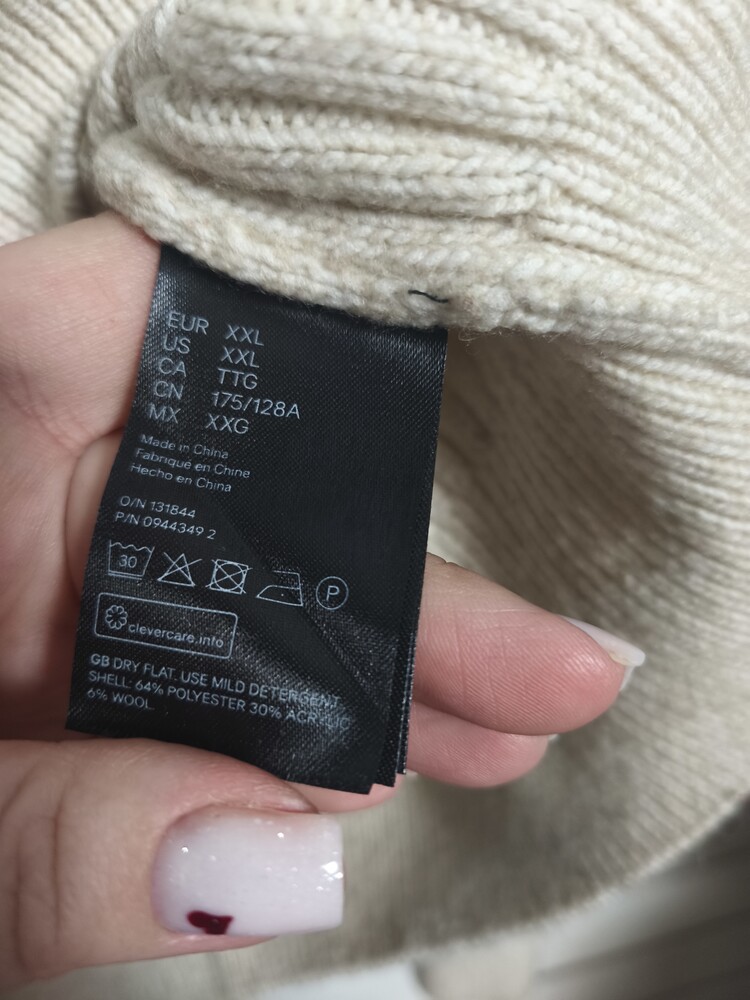 EUR XXL
US XXL
CA TTG
CN 175/128A
MX XXG
Made in China
Fabriqué en Chine
Hecho en China
O/N 131844
P/N 0944349 2
30
P
clevercare.info
GB DRY FLAT. USE MILD DETERGENT
SHELL: 64% POLYESTER 30% ACRYLIC
6% WOOL